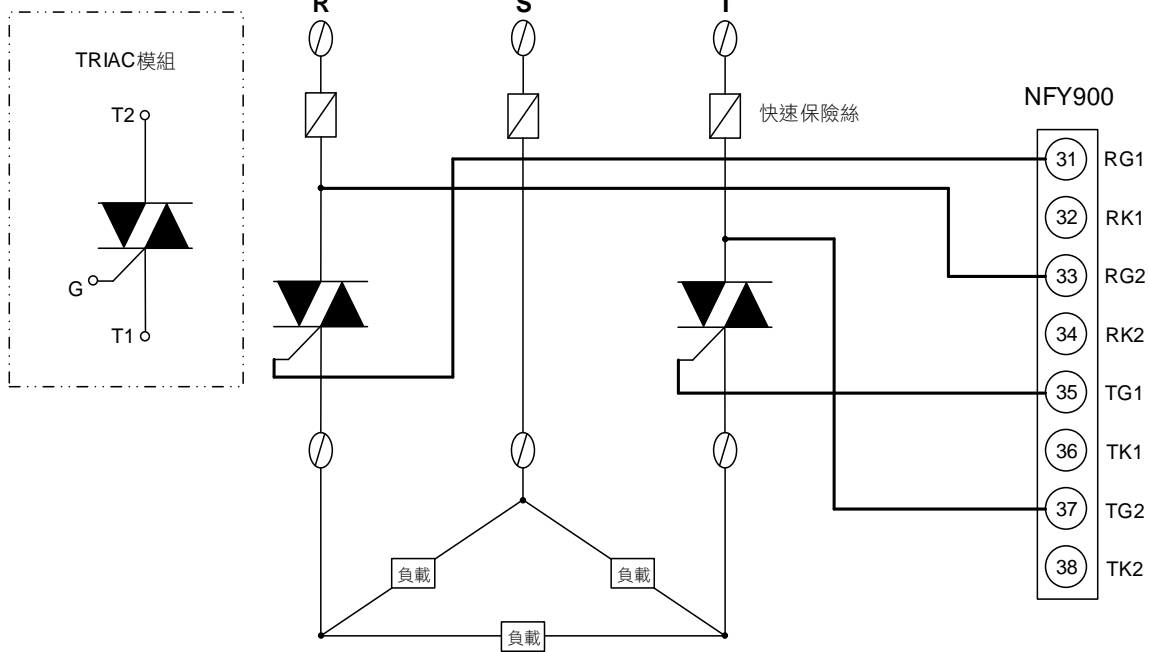 R
S
T
TRIAC模組
T2
G
T1
快速保險絲
NFY900
31 RG1
32 RK1
33 RG2
34 RK2
35 TG1
36 TK1
37 TG2
38 TK2
負載
負載
負載